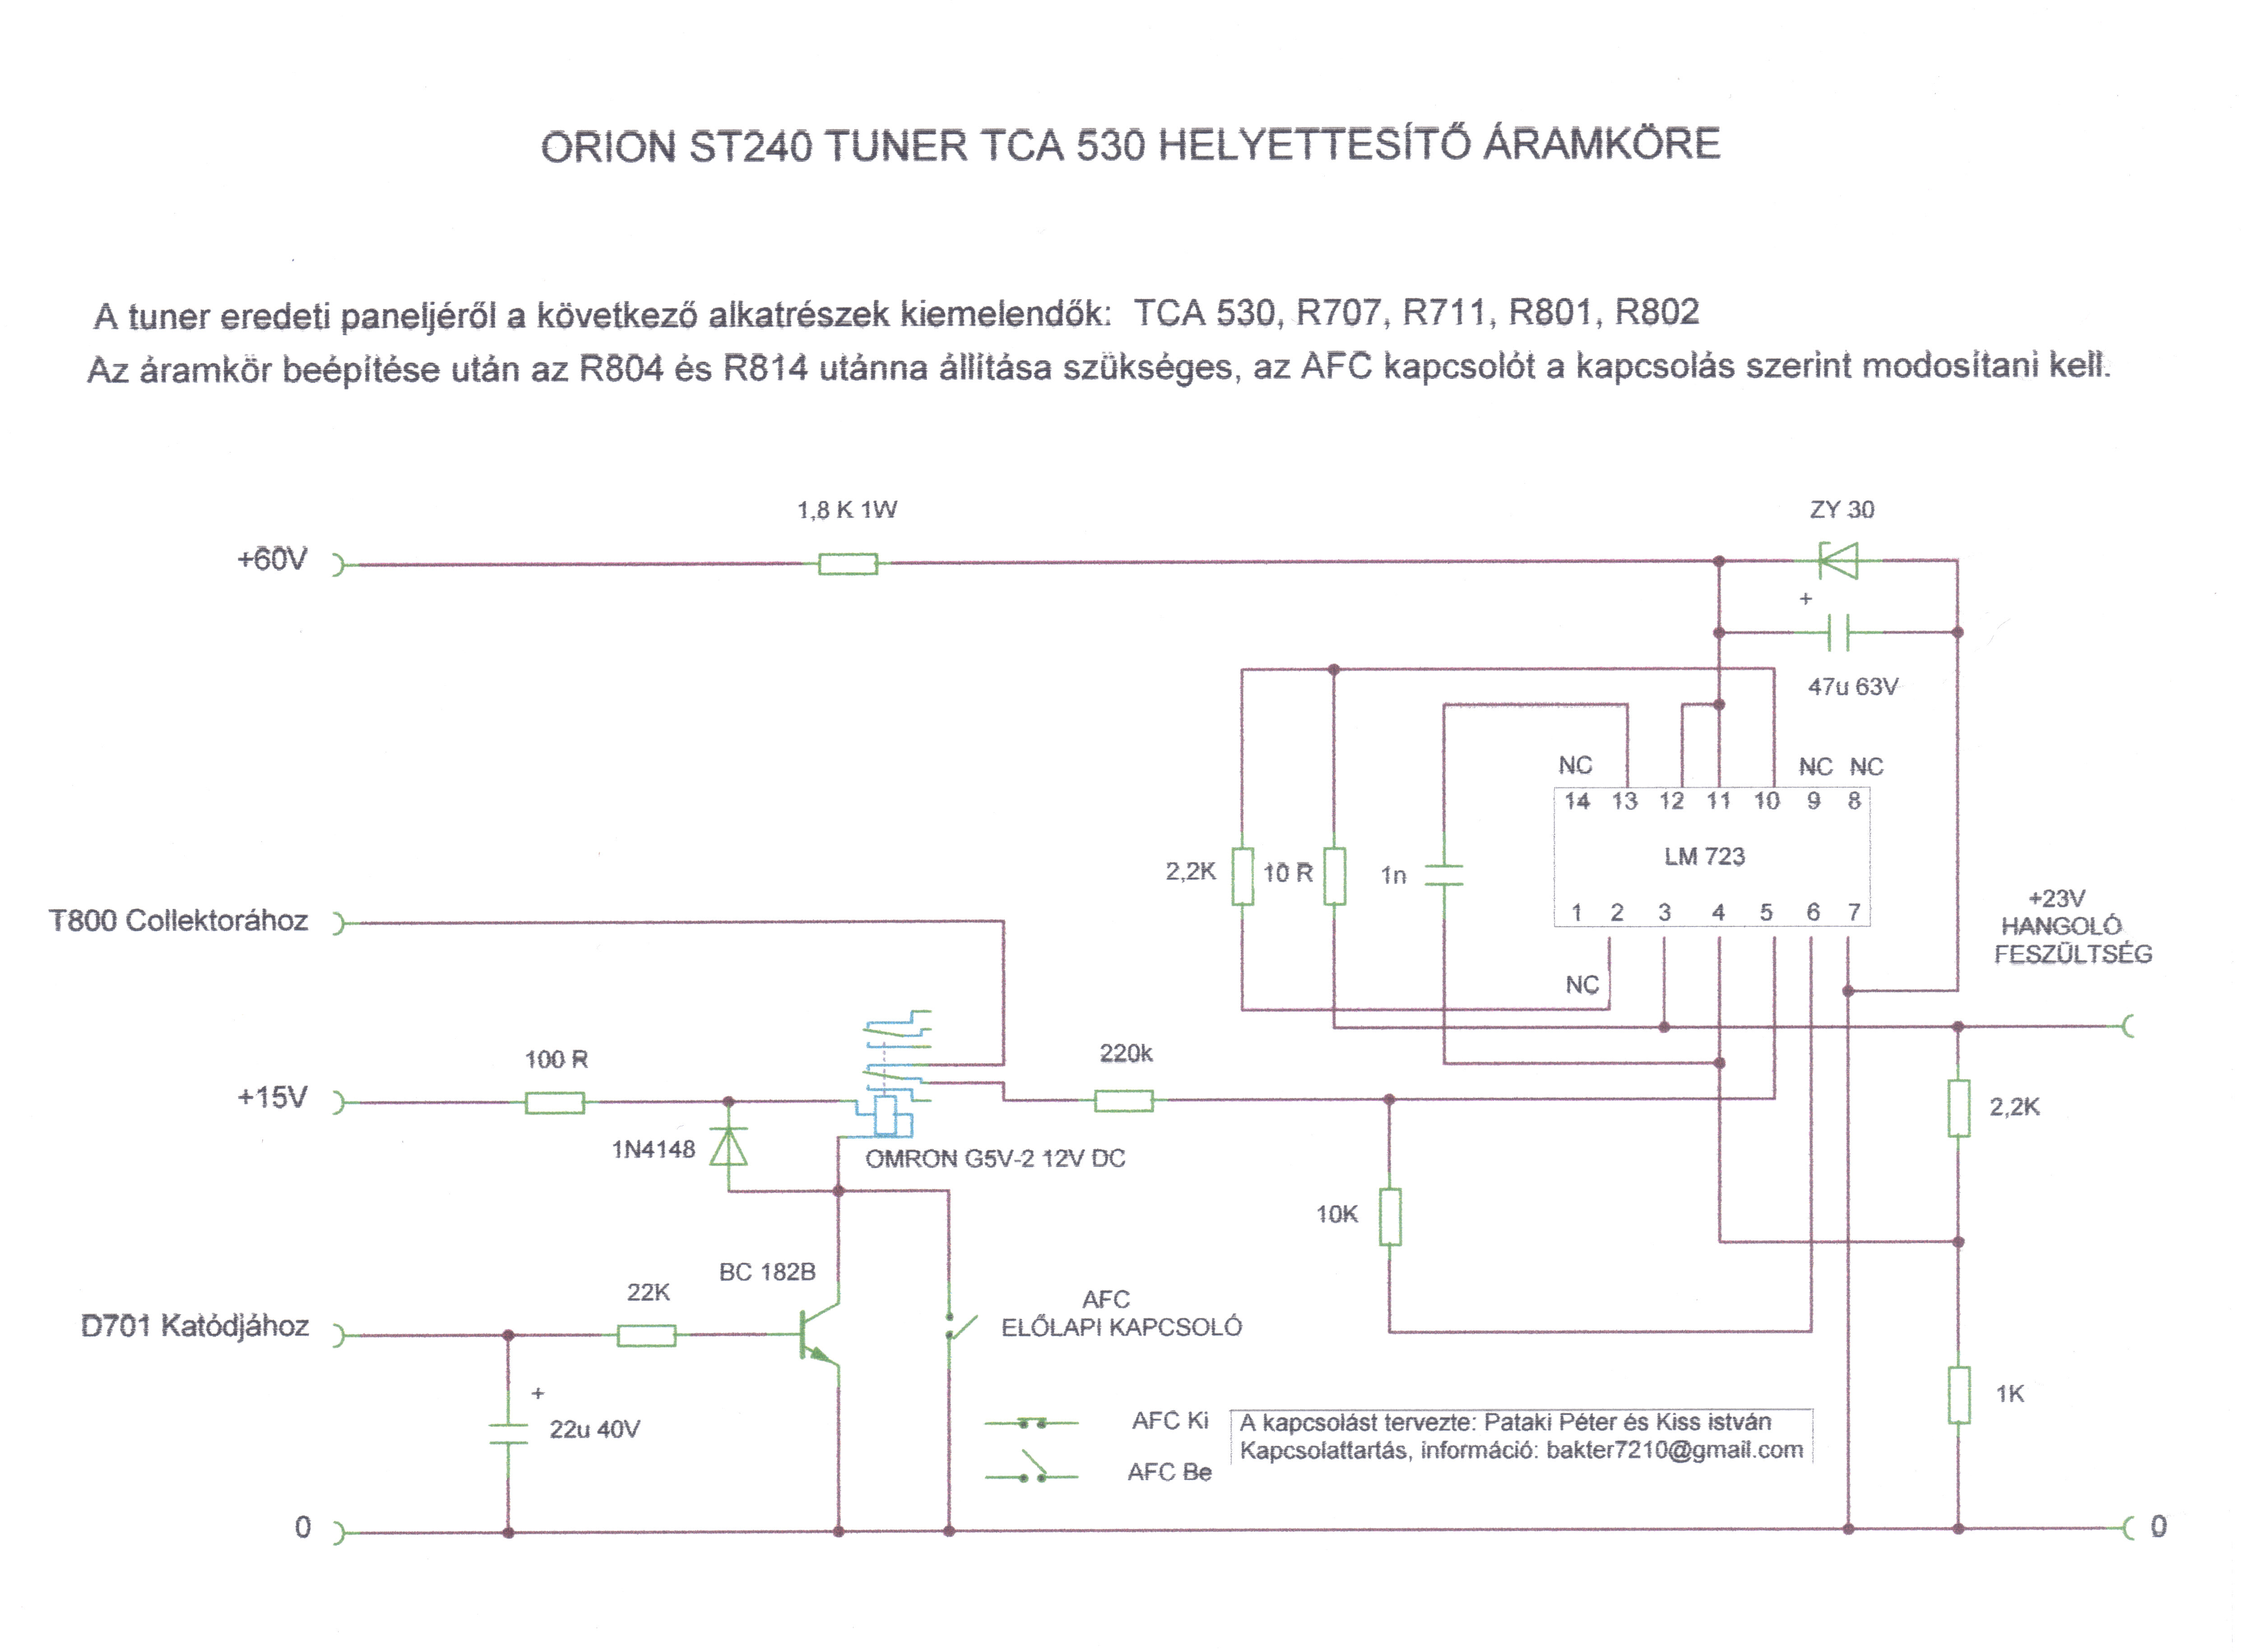 ORION ST240 TUNER TCA 530 HELYETTESÍTŐ ÁRAMKÖRE
A tuner eredeti paneljéről a következő alkatrészek kiemelendők: TCA 530, R707, R711, R801, R802
Az áramkör beépítése után az R804 és R814 utánna állítása szükséges, az AFC kapcsolót a kapcsolás szerint modosítani kell.
1,8 K 1W
ZY 30
+60V
+
47u 63V
NC
NC NC
14 13 12 11 10 9 8
LM 723
2,2K
10 R
1n
1 2 3 4 5 6 7
+23V
HANGOLÓ
FESZÜLTSÉG
T800 Collektorához
NC
100 R
220k
+15V
2,2K
1N4148
OMRON G5V-2 12V DC
10K
BC 182B
22K
AFC
ELŐLAPI KAPCSOLÓ
D701 Katódjához
+
22u 40V
1K
AFC Ki
AFC Be
A kapcsolást tervezte: Pataki Péter és Kiss istván
Kapcsolattartás, információ: bakter7210@gmail.com
0
0